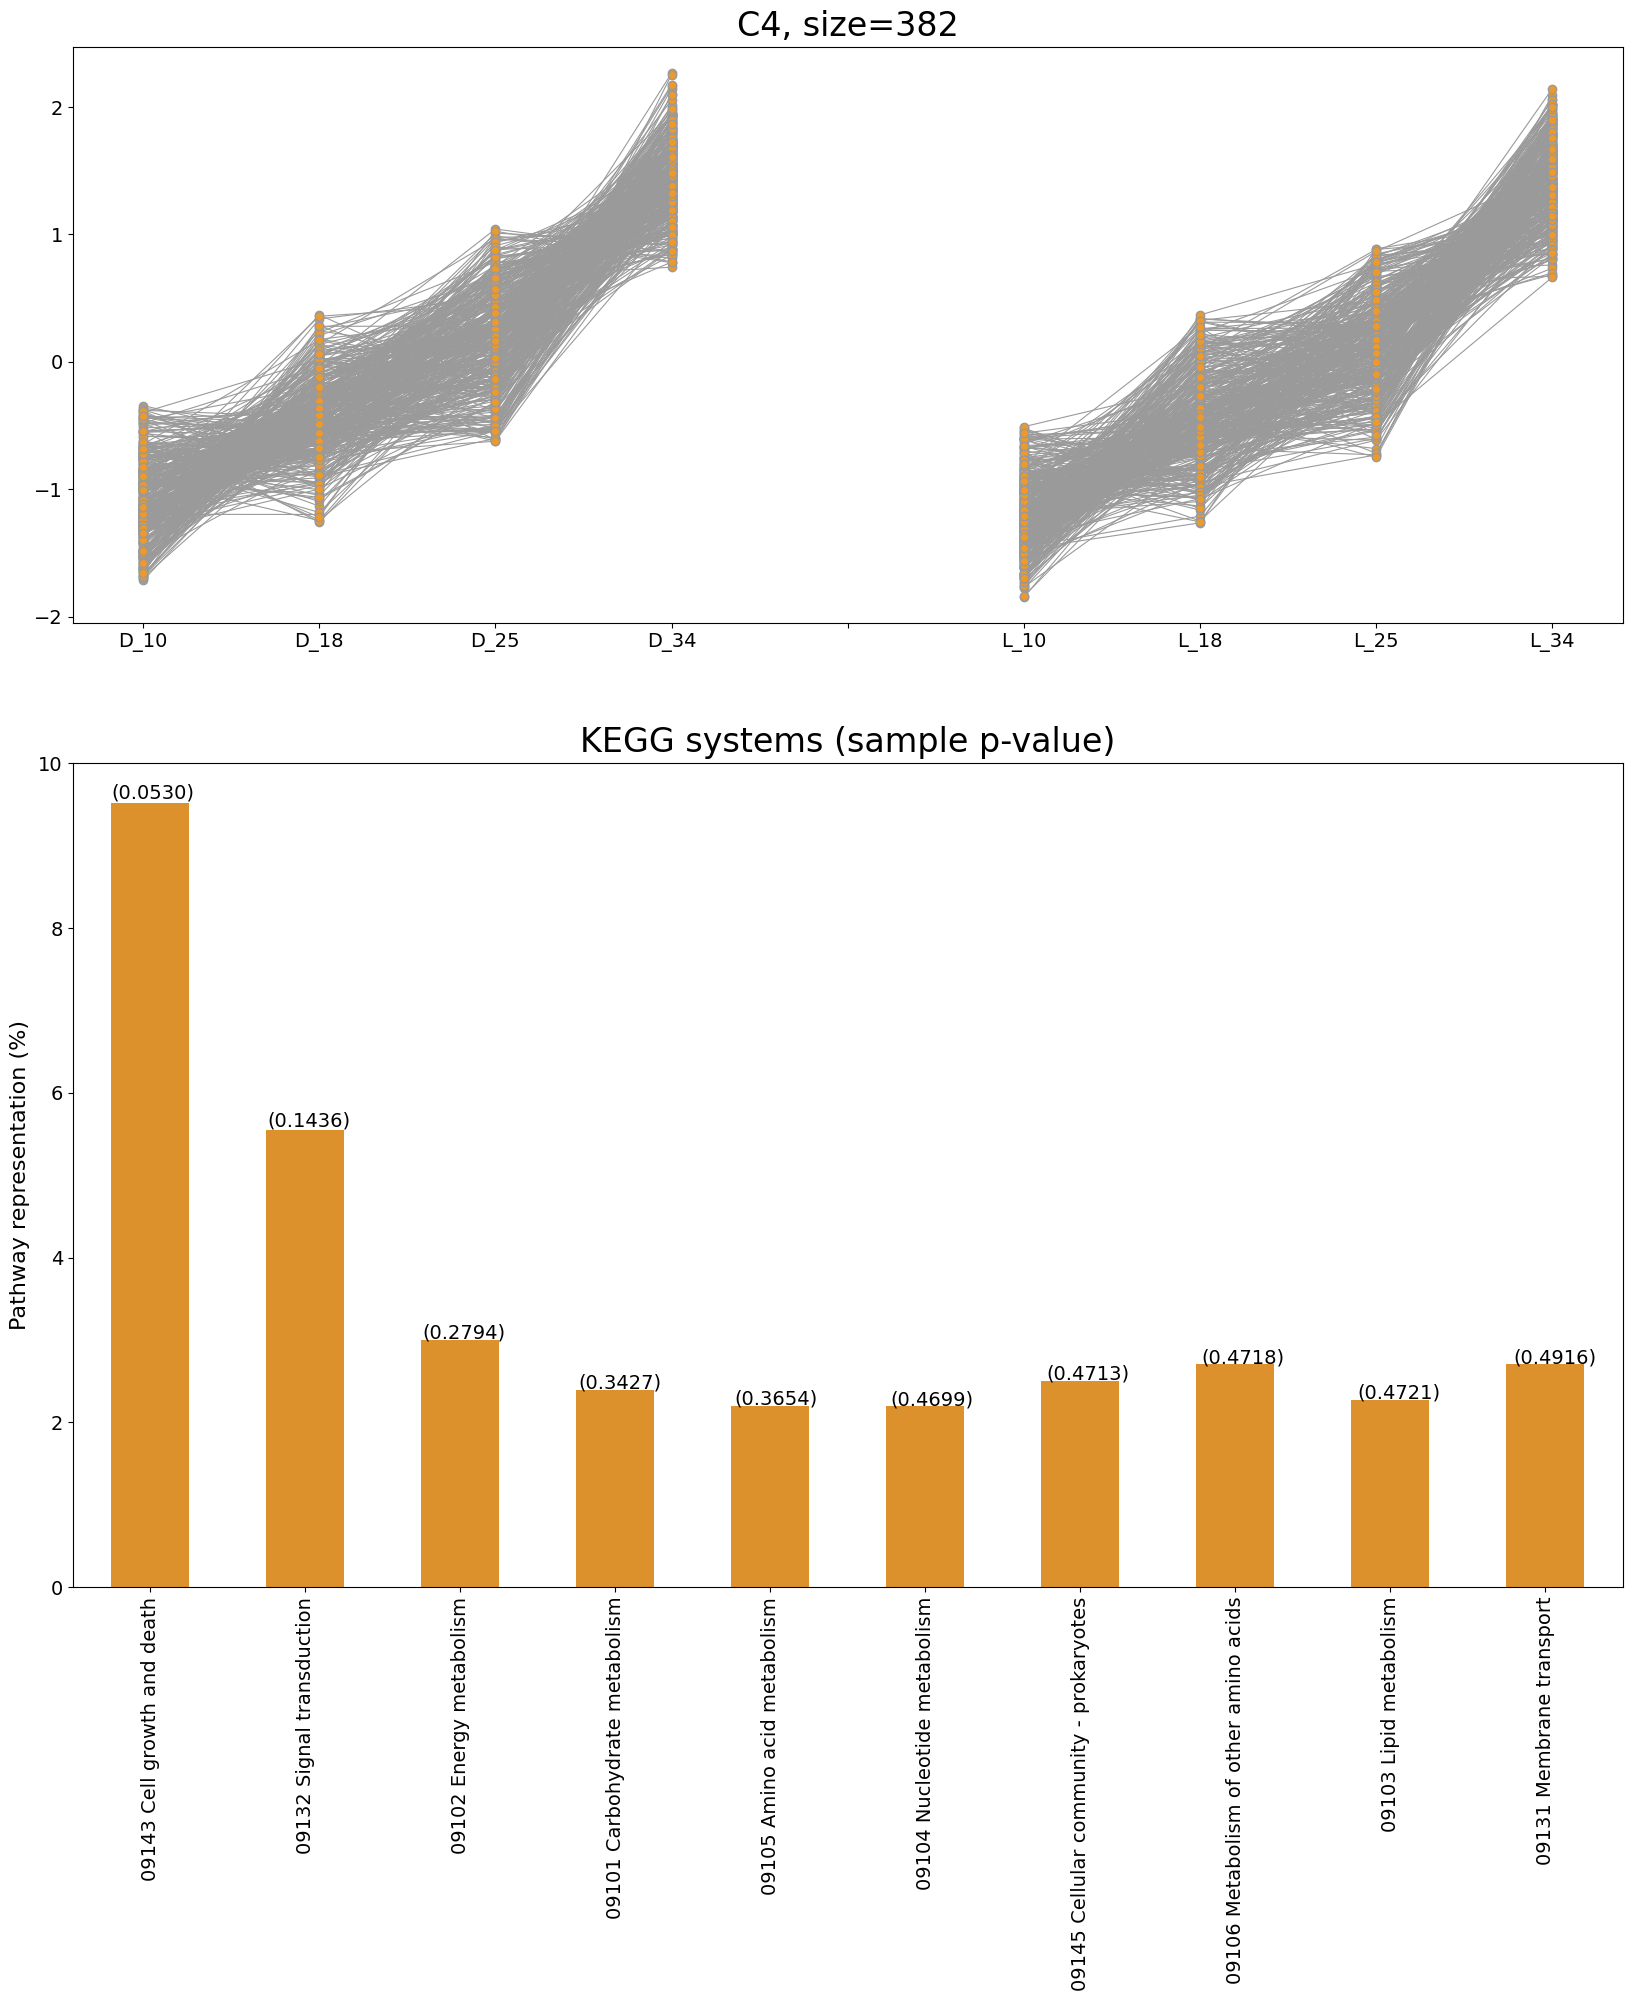 C4, size=382
2
1
0
−1
−2
D_10
D_18
D_25
D_34
L_10
L_18
L_25
L_34
KEGG systems (sample p-value)
Pathway representation (%)
10
8
6
4
2
0
(0.0530)
(0.1436)
(0.2794)
(0.3427)
(0.3654)
(0.4699)
(0.4713)
(0.4718)
(0.4721)
(0.4916)
09143 Cell growth and death
09132 Signal transduction
09102 Energy metabolism
09101 Carbohydrate metabolism
09105 Amino acid metabolism
09104 Nucleotide metabolism
09145 Cellular community - prokaryotes
09106 Metabolism of other amino acids
09103 Lipid metabolism
09131 Membrane transport